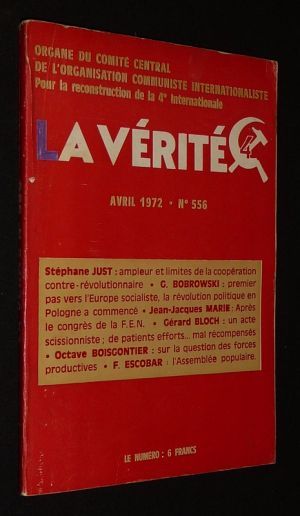 ORGANE DU COMITÉ CENTRAL
DE L'ORGANISATION COMMUNISTE INTERNATIONALISTE
Pour la reconstruction de la 4e Internationale
LA VÉRITÉ
4
AVRIL 1972 • N° 556
Stéphane JUST : ampleur et limites de la coopération
contre-révolutionnaire • G. BOBROWSKI : premier
pas vers l'Europe socialiste, la révolution politique en
Pologne a commencé • Jean-Jacques MARIE : Après
le congrès de la F.E.N. • Gérard BLOCH : un acte
scissionniste ; de patients efforts... mal récompensés
• Octave BOISGONTIER : sur la question des forces
productives • F. ESCOBAR : l'Assemblée populaire.
LE NUMÉRO : 6 FRANCS